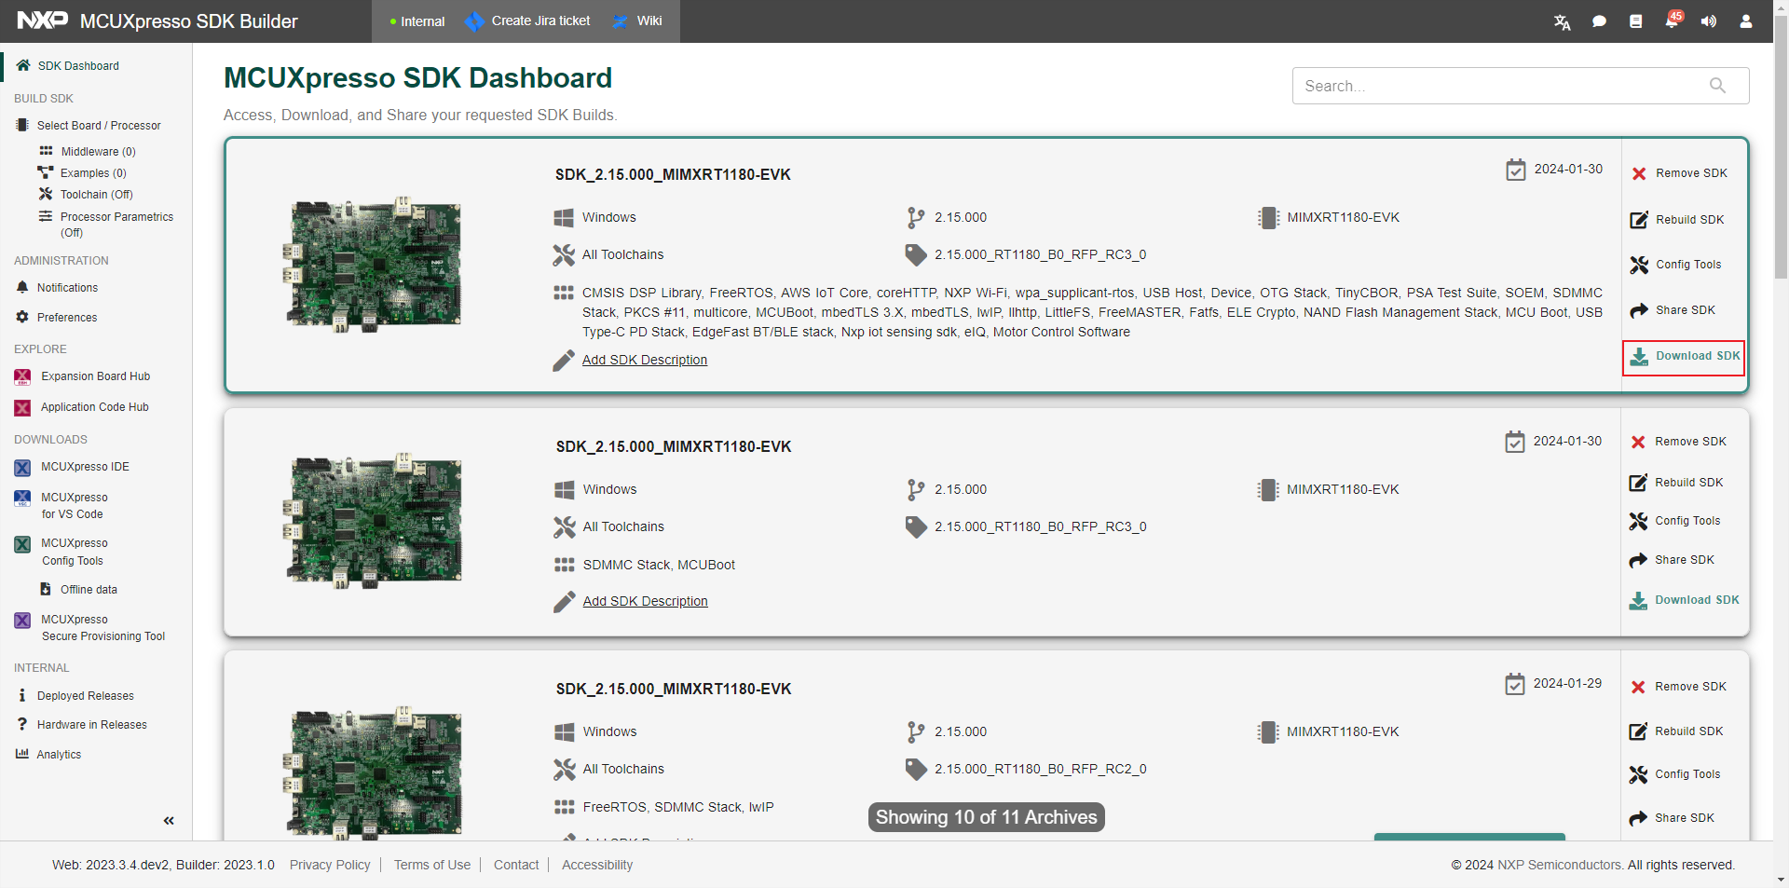 NXP MCUXpresso SDK Builder
Internal
Create Jira ticket
Wiki
45
SDK Dashboard
BUILD SDK
Select Board / Processor
Middleware (0)
Examples (0)
Toolchain (Off)
Processor Parametrics
(Off)
ADMINISTRATION
Notifications
Preferences
EXPLORE
Expansion Board Hub
Application Code Hub
DOWNLOADS
MCUXpresso IDE
MCUXpresso
for VS Code
MCUXpresso
Config Tools
Offline data
MCUXpresso
Secure Provisioning Tool
INTERNAL
Deployed Releases
Hardware in Releases
Analytics
«
MCUXpresso SDK Dashboard
Search...
Access, Download, and Share your requested SDK Builds.
SDK_2.15.000_MIMXRT1180-EVK
2024-01-30
Windows
2.15.000
MIMXRT1180-EVK
All Toolchains
2.15.000_RT1180_B0_RFP_RC3_0
CMSIS DSP Library, FreeRTOS, AWS IoT Core, coreHTTP, NXP Wi-Fi, wpa_supplicant-rtos, USB Host, Device, OTG Stack, TinyCBOR, PSA Test Suite, SOEM, SDMMC
Stack, PKCS #11, multicore, MCUBoot, mbedTLS 3.X, mbedTLS, lwIP, llhttp, LittleFS, FreeMASTER, Fatfs, ELE Crypto, NAND Flash Management Stack, MCU Boot, USB
Type-C PD Stack, EdgeFast BT/BLE stack, Nxp iot sensing sdk, eIQ, Motor Control Software
Add SDK Description
Remove SDK
Rebuild SDK
Config Tools
Share SDK
Download SDK
SDK_2.15.000_MIMXRT1180-EVK
2024-01-30
Windows
2.15.000
MIMXRT1180-EVK
All Toolchains
2.15.000_RT1180_B0_RFP_RC3_0
SDMMC Stack, MCUBoot
Add SDK Description
Remove SDK
Rebuild SDK
Config Tools
Share SDK
Download SDK
SDK_2.15.000_MIMXRT1180-EVK
2024-01-29
Windows
2.15.000
MIMXRT1180-EVK
All Toolchains
2.15.000_RT1180_B0_RFP_RC2_0
FreeRTOS, SDMMC Stack, lwIP
Remove SDK
Rebuild SDK
Config Tools
Share SDK
Showing 10 of 11 Archives
Web: 2023.3.4.dev2, Builder: 2023.1.0
Privacy Policy | Terms of Use | Contact | Accessibility
© 2024 NXP Semiconductors. All rights reserved.